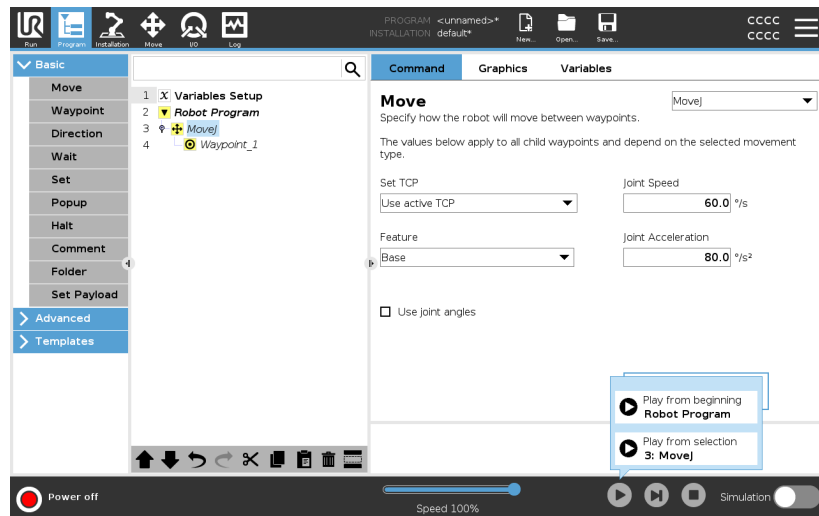 PROGRAM <unnamed>*
INSTALLATION default*
CCCC
CCCC
Run
Program
Installation
Move
I/O
Log
New...
Open...
Save...
Basic
Move
Waypoint
Direction
Wait
Set
Popup
Halt
Comment
Folder
Set Payload
Advanced
Templates
1 X Variables Setup
2 Robot Program
3 MoveJ
4 Waypoint_1
Command Graphics Variables
Move
MoveJ
Specify how the robot will move between waypoints.
The values below apply to all child waypoints and depend on the selected movement
type.
Set TCP
Joint Speed
Use active TCP
60.0 °/s
Feature
Joint Acceleration
Base
80.0 °/s²
Use joint angles
Play from beginning
Robot Program
Play from selection
3: MoveJ
Power off
Speed 100%
Simulation